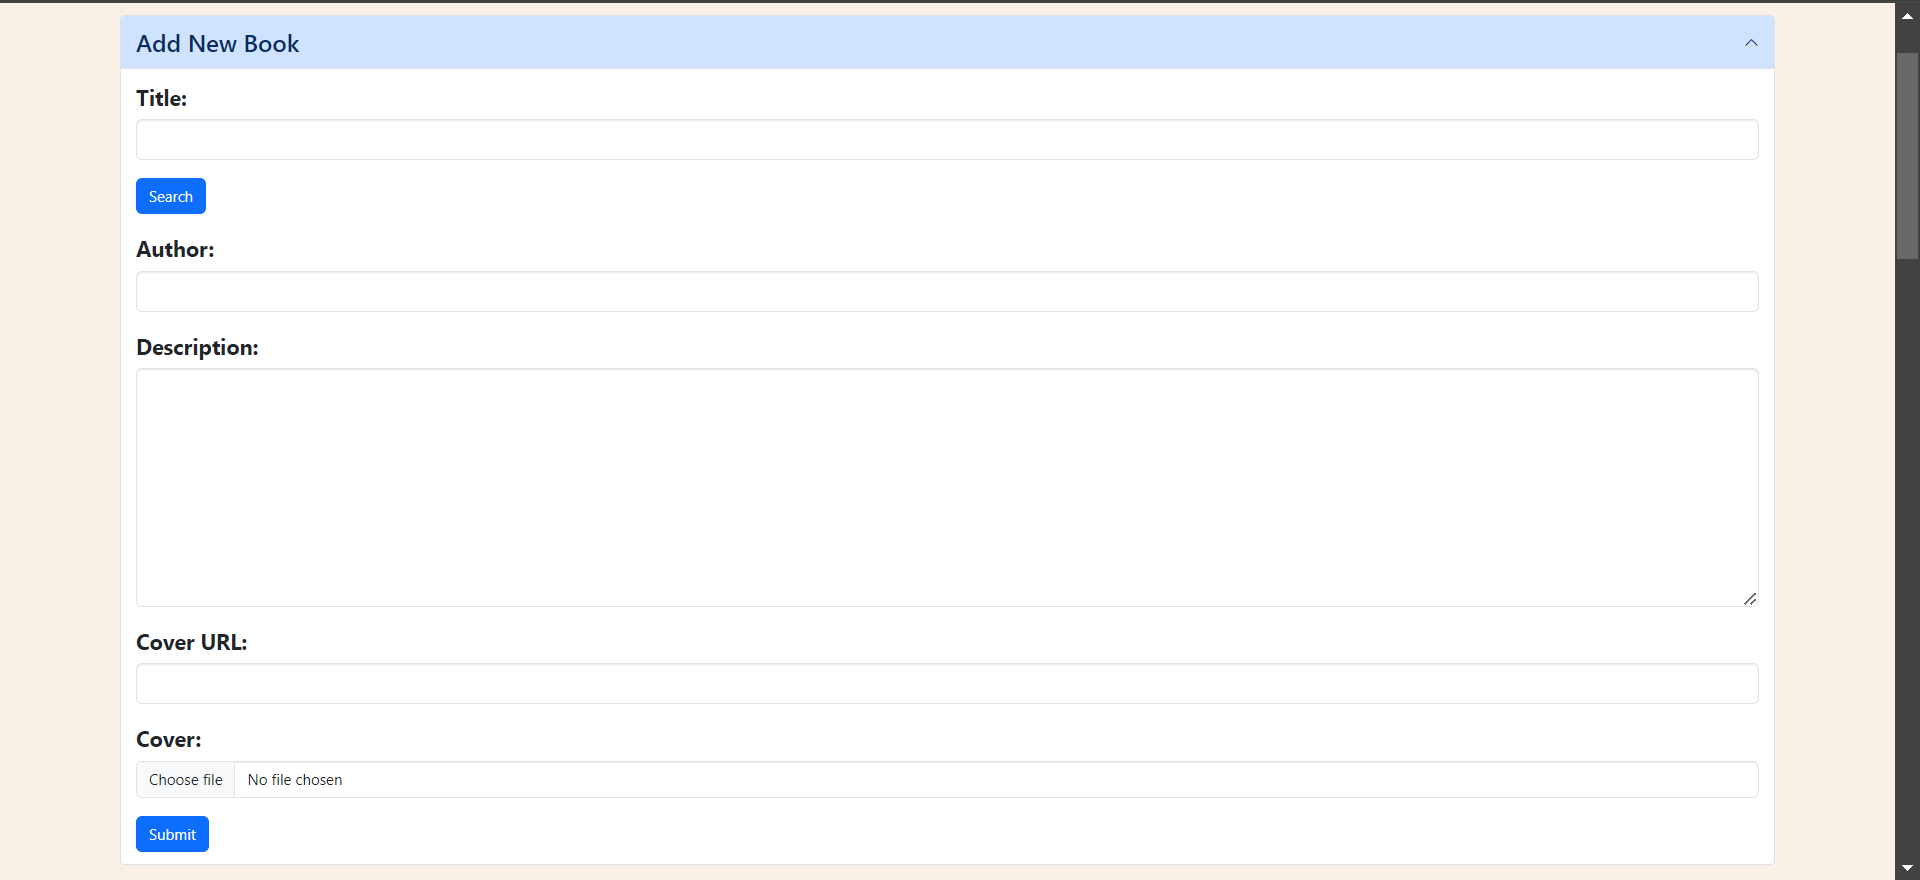 Add New Book
Title:
Search
Author:
Description:
Cover URL:
Cover:
Choose file No file chosen
Submit